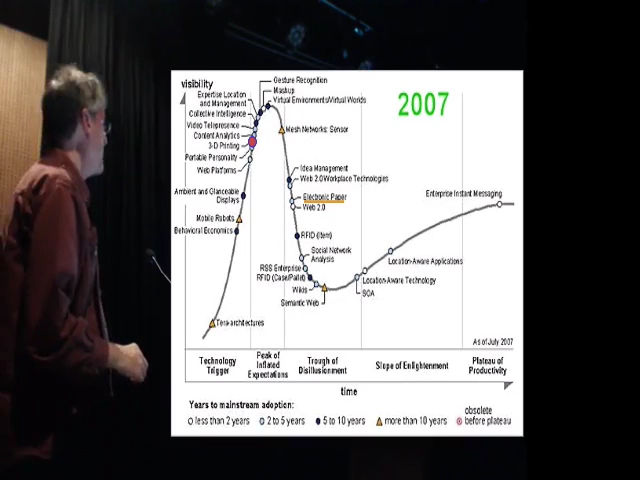 visibility
2007
Gesture Recognition
Mashup
Virtual Environments/Virtual Worlds
Expertise Location
and Management
Collective Intelligence
Video Telepresence
Content Analytics
3-D Printing
Portable Personality
Web Platforms
Mesh Networks: Sensor
Idea Management
Web 2.0 Workplace Technologies
Electronic Paper
Web 2.0
Ambient and Glanceable
Displays
Mobile Robots
Behavioral Economics
Enterprise Instant Messaging
RFID (Item)
Social Network
Analysis
RSS Enterprise
RFID (Case/Pallet)
Wikis
Semantic Web
Location-Aware Applications
Location-Aware Technology
SOA
Tera-architectures
As of July 2007
Technology
Trigger
Peak of
Inflated
Expectations
Trough of
Disillusionment
Slope of Enlightenment
Plateau of
Productivity
time
Years to mainstream adoption:
less than 2 years
2 to 5 years
5 to 10 years
more than 10 years
obsolete
before plateau